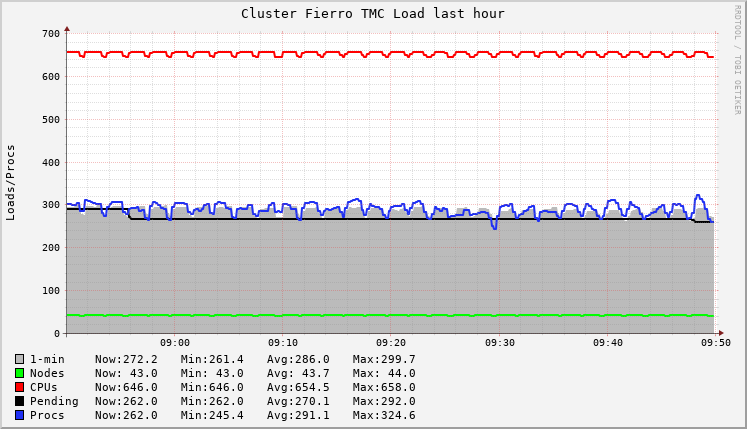 Cluster Fierro TMC Load last hour
RRDTOOL / TOBI OETIKER
Loads/Procs
700
600
500
400
300
200
100
0
09:00 09:10 09:20 09:30 09:40 09:50
1-min Now:272.2 Min:261.4 Avg:286.0 Max:299.7
Nodes Now: 43.0 Min: 43.0 Avg: 43.7 Max: 44.0
CPUs Now:646.0 Min:646.0 Avg:654.5 Max:658.0
Pending Now:262.0 Min:262.0 Avg:270.1 Max:292.0
Procs Now:262.0 Min:245.4 Avg:291.1 Max:324.6